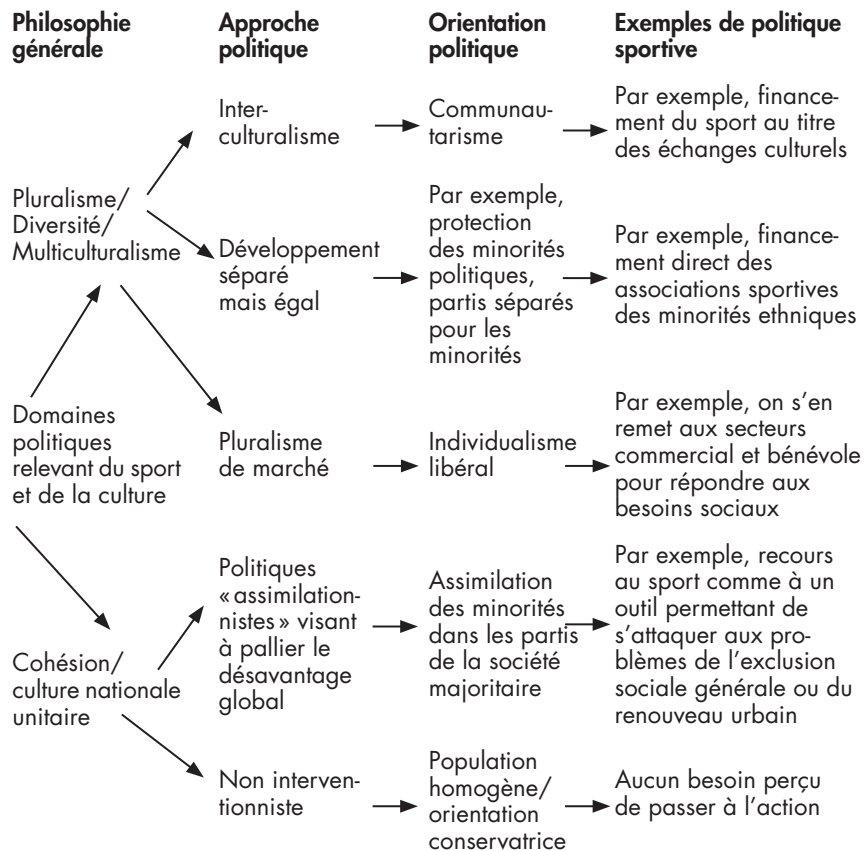 Philosophie
générale
Approche
politique
Orientation
politique
Exemples de politique
sportive
Inter-
culturalisme
Communau-
tarisme
Par exemple, finance-
ment du sport au titre
des échanges culturels
Pluralisme/
Diversité/
Multiculturalisme
Développement
séparé
mais égal
Par exemple,
protection
des minorités
politiques,
partis séparés
pour les
minorités
Par exemple, finance-
ment direct des
associations sportives
des minorités ethniques
Domaines
politiques
relevant du sport
et de la culture
Pluralisme
de marché
Individualisme
libéral
Par exemple, on s’en
remet aux secteurs
commercial et bénévole
pour répondre aux
besoins sociaux
Cohésion/
culture nationale
unitaire
Politiques
«assimilation-
nistes» visant
à pallier le
désavantage
global
Assimilation
des minorités
dans les partis
de la société
majoritaire
Par exemple, recours
au sport comme à un
outil permettant de
s’attaquer aux pro-
blèmes de l’exclusion
sociale générale ou du
renouveau urbain
Non interven-
tionniste
Population
homogène/
orientation
conservatrice
Aucun besoin perçu
de passer à l’action